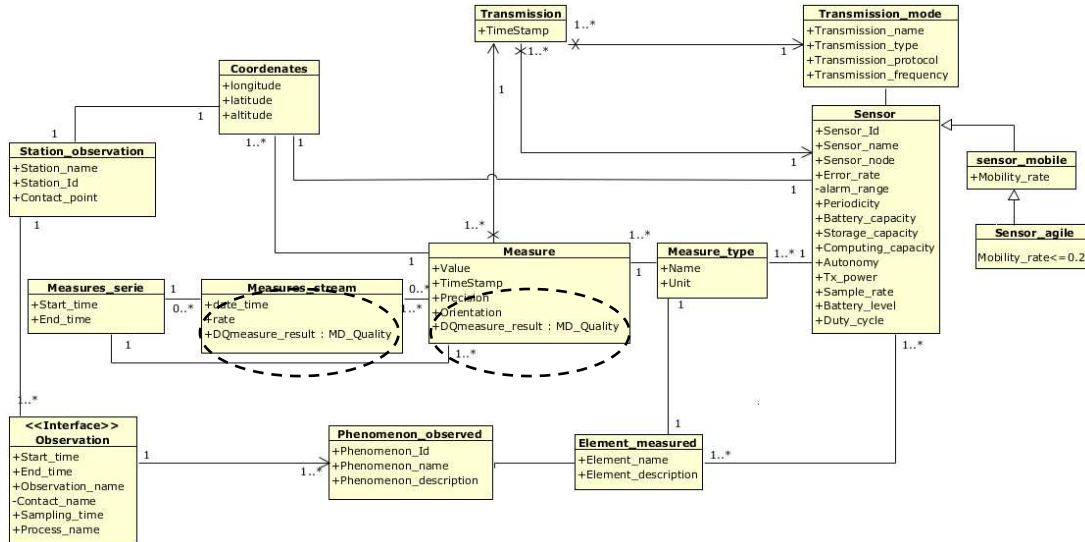 Transmission
+TimeStamp
1..*
1..*
1
1
Transmission_mode
+Transmission_name
+Transmission_type
+Transmission_protocol
+Transmission_frequency
Coordenates
+longitude
+latitude
+altitude
1
1
1..*
1
Station_observation
+Station_name
+Station_Id
+Contact_point
1
Sensor
+Sensor_Id
+Sensor_name
+Sensor_node
+Error_rate
-alarm_range
+Periodicity
+Battery_capacity
+Storage_capacity
+Computing_capacity
+Autonomy
+Tx_power
+Sample_rate
+Battery_level
+Duty_cycle
1
1
1..*
sensor_mobile
+Mobility_rate
Sensor_agile
Mobility_rate<=0.2
1..*
1
1..*
1
Measure
+Value
+TimeStamp
+Precision
+Orientation
+DQmeasure_result : MD_Quality
Measure_type
+Name
+Unit
1..* 1
1
Measures_serie
+Start_time
+End_time
1
0..*
Measures_stream
+date_time
+rate
+DQmeasure_result : MD_Quality
0..*
1..*
1
1..*
1..*
<<Interface>>
Observation
+Start_time
+End_time
+Observation_name
-Contact_name
+Sampling_time
+Process_name
1
1..*
Phenomenon_observed
+Phenomenon_Id
+Phenomenon_name
+Phenomenon_description
1
Element_measured
+Element_name
+Element_description
1..*